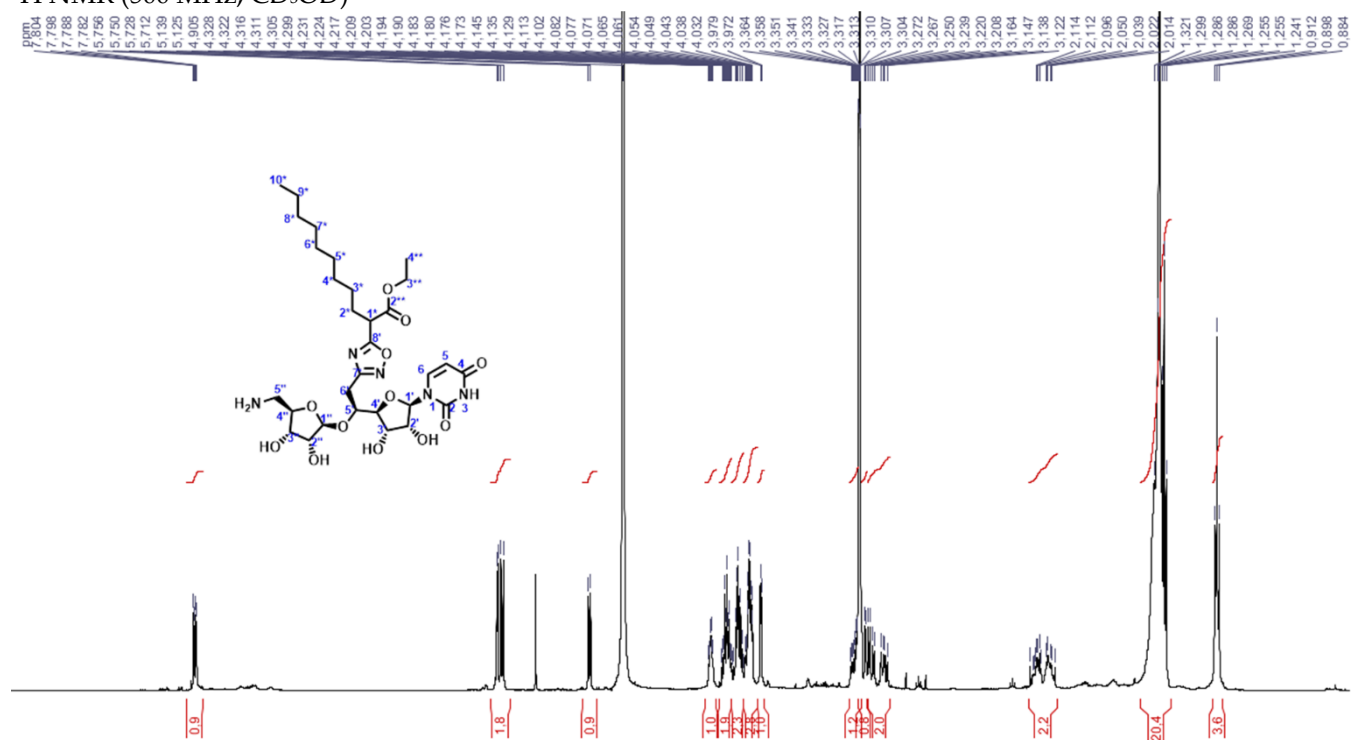 H NMR (500 MHz, CD₃OD)
ppm 7,804 7,798 7,788 7,782 5,756 5,750 5,728 5,712 5,139 5,125 4,905 4,328 4,322 4,316 4,311 4,305 4,299 4,231 4,224 4,217 4,209 4,203 4,194 4,190 4,183 4,180 4,176 4,173 4,145 4,135 4,129 4,113 4,102 4,082 4,077 4,071 4,065 4,061 4,054 4,049 4,043 4,038 4,032 3,979 3,972 3,364 3,358 3,351 3,341 3,333 3,327 3,317 3,313 3,310 3,307 3,304 3,272 3,267 3,250 3,239 3,220 3,208 3,164 3,147 3,138 3,122 2,114 2,112 2,096 2,050 2,039 2,022 2,014 1,321 1,299 1,286 1,286 1,269 1,255 1,255 1,241 0,912 0,898 0,884
10*
9*
8*
7*
6*
5*
4* 4**
3* O 3**
2* 1* 2** O
8'
N O 5
7' N 6 4 O
5'' 6' O 1' N NH
H₂N O 5' 4' 1 2 3
4'' 1'' O 3' 2' O
HO 3'' 2'' HO OH
OH
0,9 1,8 0,9 1,0 1,9 2,3 2,8 1,0 1,2 0,8 2,0 2,2 20,4 3,6